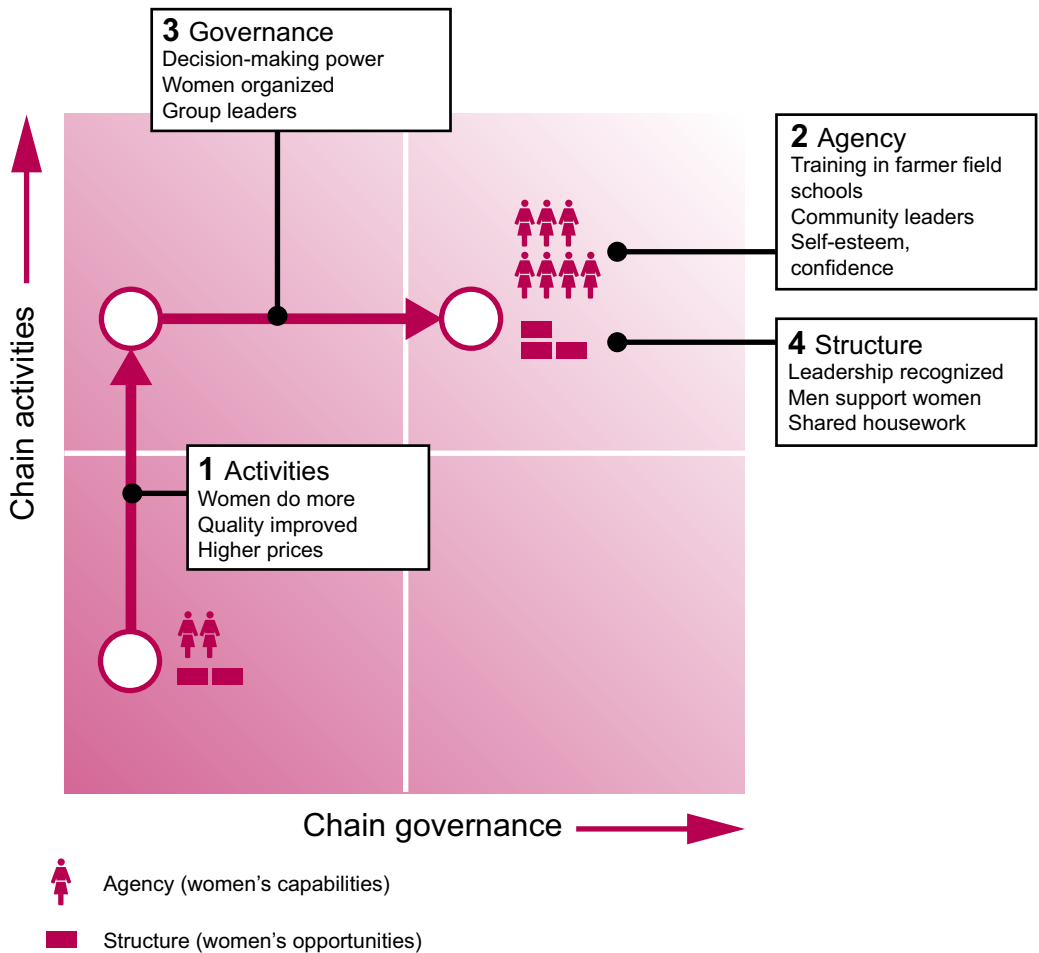 3 Governance
Decision-making power
Women organized
Group leaders
2 Agency
Training in farmer field
schools
Community leaders
Self-esteem,
confidence
4 Structure
Leadership recognized
Men support women
Shared housework
1 Activities
Women do more
Quality improved
Higher prices
Chain activities
Chain governance
Agency (women's capabilities)
Structure (women's opportunities)